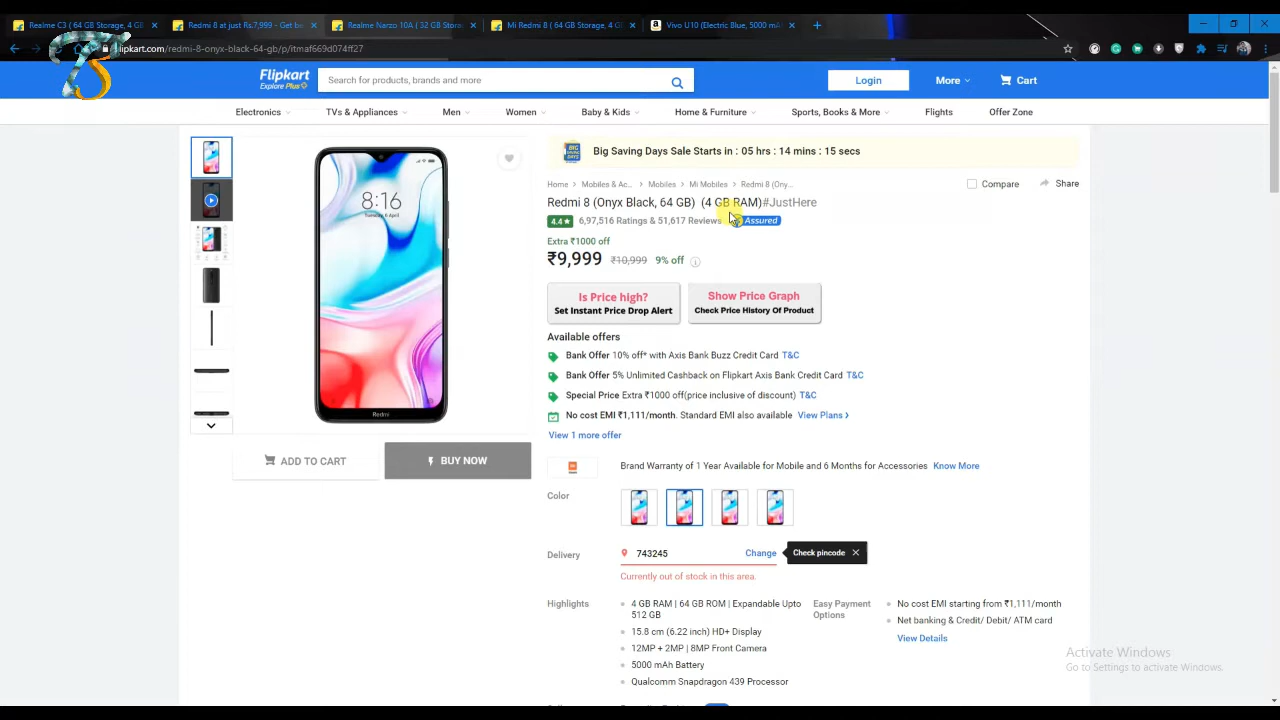 Realme C3 ( 64 GB Storage, 4 GB
Redmi 8 at just Rs.7,999 - Get be
Realme Narzo 10A ( 32 GB Stora
Mi Redmi 8 ( 64 GB Storage, 4 GB
Vivo U10 (Electric Blue, 5000 mA
flipkart.com/redmi-8-onyx-black-64-gb/p/itmaf669d074ff27
Flipkart
Explore Plus
Search for products, brands and more
Login
More
Cart
Electronics
TVs & Appliances
Men
Women
Baby & Kids
Home & Furniture
Sports, Books & More
Flights
Offer Zone
BIG SAVING DAYS
Big Saving Days Sale Starts in : 05 hrs : 14 mins : 15 secs
Home > Mobiles & Ac... > Mobiles > Mi Mobiles > Redmi 8 (Ony...
Compare
Share
Redmi 8 (Onyx Black, 64 GB) (4 GB RAM)#JustHere
4.4★ 6,97,516 Ratings & 51,617 Reviews Assured
Extra ₹1000 off
₹9,999 ₹10,999 9% off
Is Price high?
Set Instant Price Drop Alert
Show Price Graph
Check Price History Of Product
Available offers
Bank Offer 10% off* with Axis Bank Buzz Credit Card T&C
Bank Offer 5% Unlimited Cashback on Flipkart Axis Bank Credit Card T&C
Special Price Extra ₹1000 off(price inclusive of discount) T&C
No cost EMI ₹1,111/month. Standard EMI also available View Plans >
View 1 more offer
8:16
Tuesday, 6 April
Redmi
ADD TO CART
BUY NOW
Brand Warranty of 1 Year Available for Mobile and 6 Months for Accessories Know More
Color
Delivery
743245
Change
Check pincode
Currently out of stock in this area.
Highlights
4 GB RAM | 64 GB ROM | Expandable Upto
512 GB
15.8 cm (6.22 inch) HD+ Display
12MP + 2MP | 8MP Front Camera
5000 mAh Battery
Qualcomm Snapdragon 439 Processor
Easy Payment
Options
No cost EMI starting from ₹1,111/month
Net banking & Credit/ Debit/ ATM card
View Details
Activate Windows
Go to Settings to activate Windows.